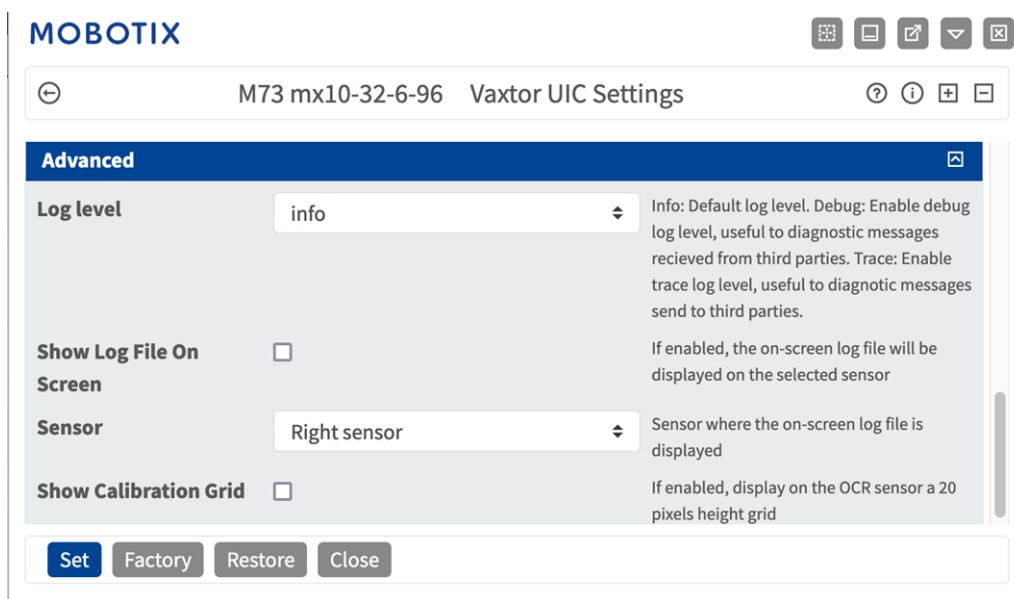 MOBOTIX
M73 mx10-32-6-96 Vaxtor UIC Settings
Advanced
Log level
info
Info: Default log level. Debug: Enable debug
log level, useful to diagnostic messages
recieved from third parties. Trace: Enable
trace log level, useful to diagnotic messages
send to third parties.
Show Log File On
Screen
If enabled, the on-screen log file will be
displayed on the selected sensor
Sensor
Right sensor
Sensor where the on-screen log file is
displayed
Show Calibration Grid
If enabled, display on the OCR sensor a 20
pixels height grid
Set Factory Restore Close